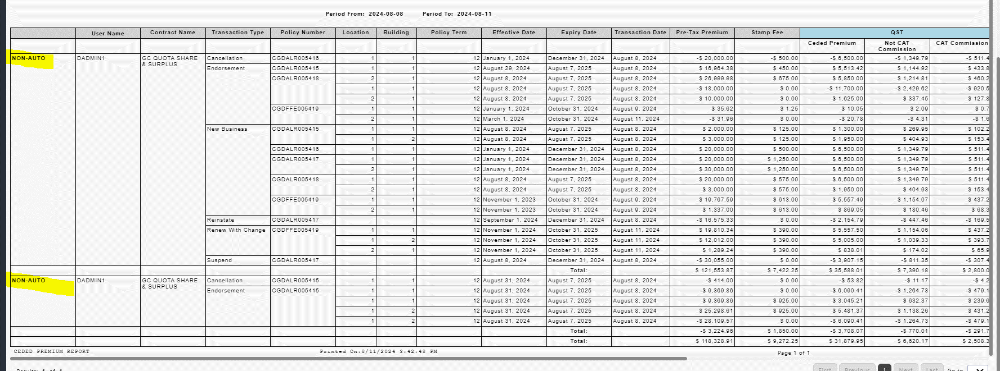 Period From: 2024-08-08 Period To: 2024-08-11
User Name Contract Name Transaction Type Policy Number Location Building Policy Term Effective Date Expiry Date Transaction Date Pre-Tax Premium Stamp Fee QST
Ceded Premium Not CAT Commission CAT Commission
NON-AUTO DADMIN1 GC QUOTA SHARE & SURPLUS Cancellation CGDALR005416 1 1 12 January 1, 2024 December 31, 2024 August 8, 2024 -$ 20,000.00 -$ 500.00 -$ 6,500.00 -$ 1,349.79 -$ 511.4
Endorsement CGDALR005415 1 1 12 August 29, 2024 August 7, 2025 August 8, 2024 $ 16,964.38 $ 450.00 $ 5,513.42 $ 1,144.92 $ 433.8
CGDALR005418 2 1 12 August 8, 2024 August 7, 2025 August 8, 2024 $ 26,999.98 $ 675.00 $ 5,850.00 $ 1,214.81 $ 460.2
1 1 12 August 8, 2024 August 7, 2025 August 8, 2024 -$ 18,000.00 $ 0.00 -$ 11,700.00 -$ 2,429.62 -$ 920.5
2 1 12 August 8, 2024 August 7, 2025 August 8, 2024 $ 10,000.00 $ 0.00 $ 1,625.00 $ 337.45 $ 127.8
CGDFFE005419 1 1 12 January 1, 2024 October 31, 2024 August 9, 2024 $ 35.62 $ 1.25 $ 10.05 $ 2.09 $ 0.7
2 1 12 March 1, 2024 October 31, 2024 August 11, 2024 -$ 31.96 $ 0.00 -$ 20.78 -$ 4.31 -$ 1.6
New Business CGDALR005415 1 1 12 August 8, 2024 August 7, 2025 August 8, 2024 $ 2,000.00 $ 125.00 $ 1,300.00 $ 269.95 $ 102.2
1 2 12 August 8, 2024 August 7, 2025 August 8, 2024 $ 3,000.00 $ 125.00 $ 1,950.00 $ 404.93 $ 153.4
CGDALR005416 1 1 12 January 1, 2024 December 31, 2024 August 8, 2024 $ 20,000.00 $ 500.00 $ 6,500.00 $ 1,349.79 $ 511.4
CGDALR005417 1 1 12 January 1, 2024 December 31, 2024 August 8, 2024 $ 20,000.00 $ 1,250.00 $ 6,500.00 $ 1,349.79 $ 511.4
2 1 12 January 1, 2024 December 31, 2024 August 8, 2024 $ 30,000.00 $ 1,250.00 $ 6,500.00 $ 1,349.79 $ 511.4
CGDALR005418 1 1 12 August 8, 2024 August 7, 2025 August 8, 2024 $ 20,000.00 $ 575.00 $ 6,500.00 $ 1,349.79 $ 511.4
2 1 12 August 8, 2024 August 7, 2025 August 8, 2024 $ 3,000.00 $ 575.00 $ 1,950.00 $ 404.93 $ 153.4
CGDFFE005419 1 1 12 November 1, 2023 October 31, 2024 August 9, 2024 $ 19,767.59 $ 613.00 $ 5,557.49 $ 1,154.07 $ 437.2
2 1 12 November 1, 2023 October 31, 2024 August 9, 2024 $ 1,337.00 $ 613.00 $ 869.05 $ 180.46 $ 68.3
Reinstate CGDALR005417 12 September 1, 2024 December 31, 2024 August 8, 2024 -$ 16,575.33 $ 0.00 -$ 2,154.79 -$ 447.46 -$ 169.5
Renew With Change CGDFFE005419 1 1 12 November 1, 2024 October 31, 2025 August 11, 2024 $ 19,810.34 $ 390.00 $ 5,557.50 $ 1,154.06 $ 437.2
1 2 12 November 1, 2024 October 31, 2025 August 11, 2024 $ 12,012.00 $ 390.00 $ 5,005.00 $ 1,039.33 $ 393.7
2 1 12 November 1, 2024 October 31, 2025 August 11, 2024 $ 1,289.24 $ 390.00 $ 838.01 $ 174.02 $ 65.9
Suspend CGDALR005417 12 August 8, 2024 December 31, 2024 August 8, 2024 -$ 30,055.00 $ 0.00 -$ 3,907.15 -$ 811.35 -$ 307.4
Total: $ 121,553.87 $ 7,422.25 $ 35,588.01 $ 7,390.18 $ 2,800.0
NON-AUTO DADMIN1 GC QUOTA SHARE & SURPLUS Cancellation CGDALR005415 1 1 12 August 31, 2024 August 7, 2025 August 8, 2024 -$ 414.00 $ 0.00 -$ 53.82 -$ 11.17 -$ 4.2
Endorsement CGDALR005415 1 1 12 August 31, 2024 August 7, 2025 August 8, 2024 -$ 9,369.86 $ 0.00 -$ 6,090.41 -$ 1,264.73 -$ 479.1
1 1 12 August 31, 2024 August 7, 2025 August 8, 2024 $ 9,369.86 $ 925.00 $ 3,045.21 $ 632.37 $ 239.6
1 2 12 August 31, 2024 August 7, 2025 August 8, 2024 $ 25,298.61 $ 925.00 $ 5,481.37 $ 1,138.26 $ 431.2
1 2 12 August 31, 2024 August 7, 2025 August 8, 2024 -$ 28,109.57 $ 0.00 -$ 6,090.41 -$ 1,264.73 -$ 479.1
Total: -$ 3,224.96 $ 1,850.00 -$ 3,708.07 -$ 770.01 -$ 291.7
Total: $ 118,328.91 $ 9,272.25 $ 31,879.95 $ 6,620.17 $ 2,508.3
CEDED PREMIUM REPORT Printed On:8/11/2024 3:42:48 PM Page 1 of 1
Results: 1 of 1 First Previous 1 Next Last Go to